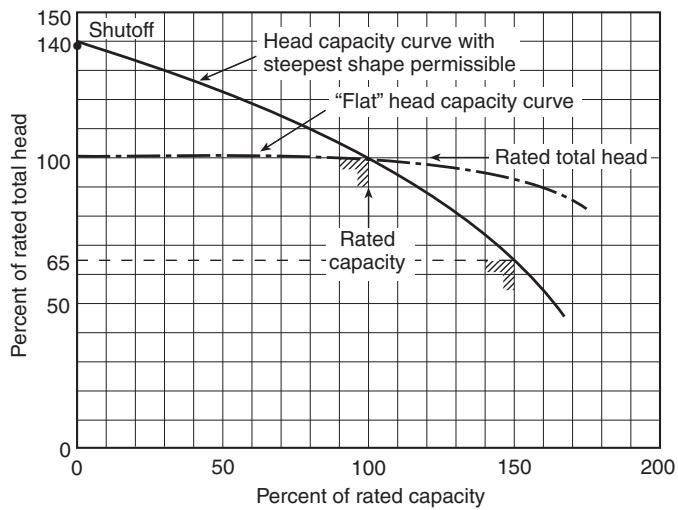 150
140
Shutoff
Head capacity curve with
steepest shape permissible
“Flat” head capacity curve
100
Rated total head
Rated
capacity
65
50
0
0
50
100
150
200
Percent of rated total head
Percent of rated capacity